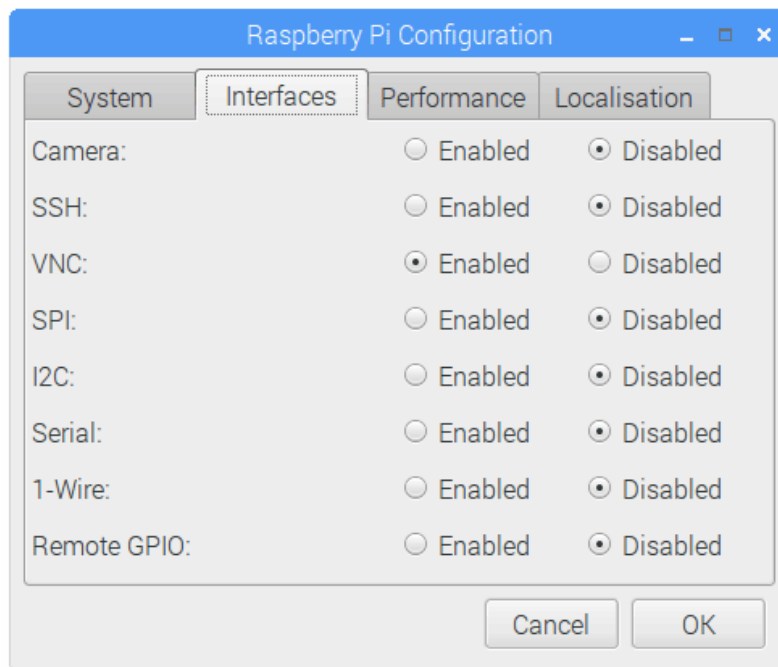 Raspberry Pi Configuration
System Interfaces Performance Localisation
Camera: Enabled Disabled
SSH: Enabled Disabled
VNC: Enabled Disabled
SPI: Enabled Disabled
I2C: Enabled Disabled
Serial: Enabled Disabled
1-Wire: Enabled Disabled
Remote GPIO: Enabled Disabled
Cancel OK